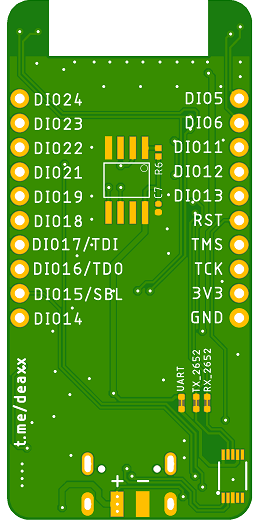 DIO24 DIO5
DIO23 DIO6
DIO22 DIO11
DIO21 DIO12
DIO19 DIO13
DIO18 RST
DIO17/TDI TMS
DIO16/TDO TCK
DIO15/SBL 3V3
DIO14 GND
R6
C7
UART
TX_2652
RX_2652
t.me/deaxx
+ −